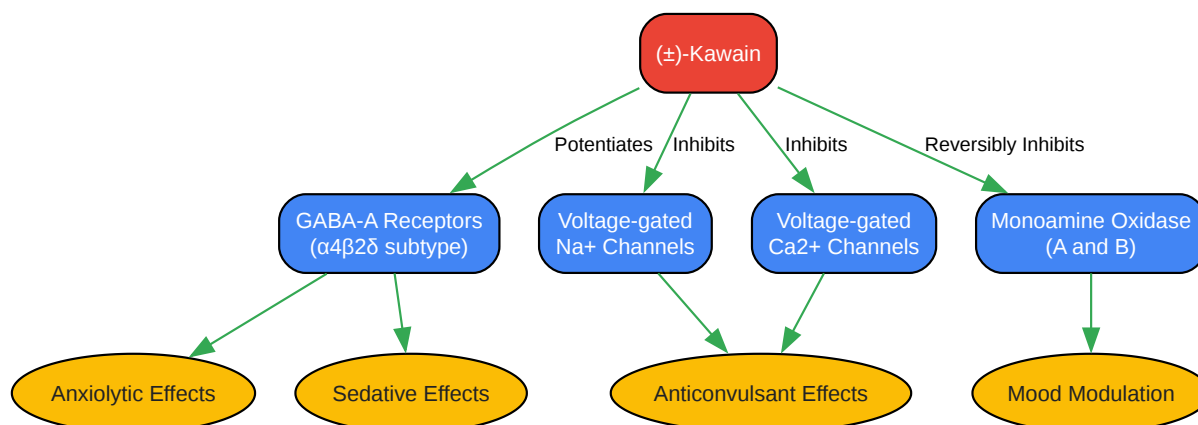 (±)-Kawain
Potentiates
Inhibits
Inhibits
Reversibly Inhibits
GABA-A Receptors
(α4β2δ subtype)
Voltage-gated
Na+ Channels
Voltage-gated
Ca2+ Channels
Monoamine Oxidase
(A and B)
Anxiolytic Effects
Sedative Effects
Anticonvulsant Effects
Mood Modulation